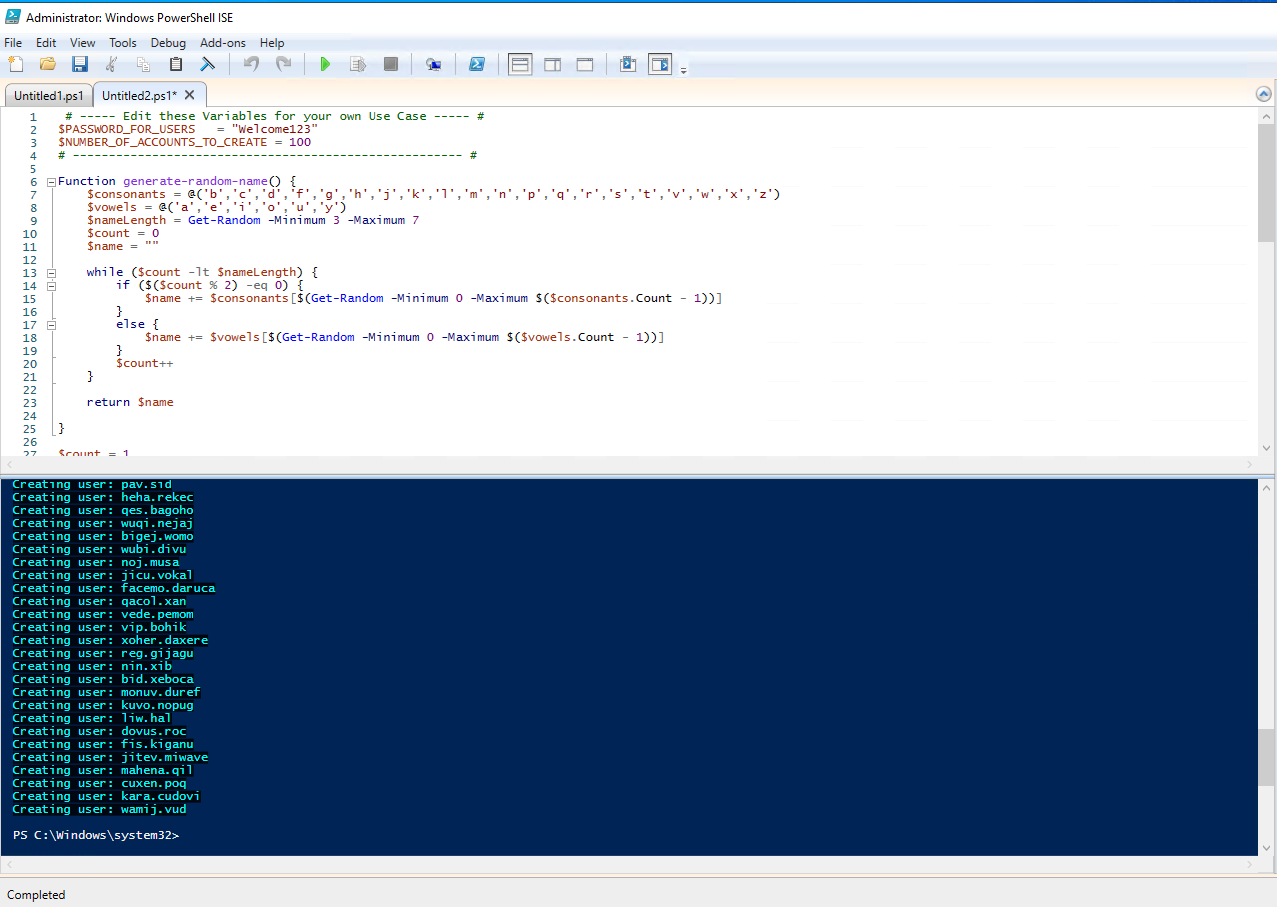 Administrator: Windows PowerShell ISE
File Edit View Tools Debug Add-ons Help
Untitled1.ps1 Untitled2.ps1* X
1 # ----- Edit these Variables for your own Use Case ----- #
2 $PASSWORD_FOR_USERS   = "Welcome123"
3 $NUMBER_OF_ACCOUNTS_TO_CREATE = 100
4 # ------------------------------------------------------ #
5
6 Function generate-random-name() {
7     $consonants = @('b','c','d','f','g','h','j','k','l','m','n','p','q','r','s','t','v','w','x','z')
8     $vowels = @('a','e','i','o','u','y')
9     $nameLength = Get-Random -Minimum 3 -Maximum 7
10     $count = 0
11     $name = ""
12
13     while ($count -lt $nameLength) {
14         if ($($count % 2) -eq 0) {
15             $name += $consonants[$(Get-Random -Minimum 0 -Maximum $($consonants.Count - 1))]
16         }
17         else {
18             $name += $vowels[$(Get-Random -Minimum 0 -Maximum $($vowels.Count - 1))]
19         }
20         $count++
21     }
22
23     return $name
24
25 }
26
27 $count = 1
Creating user: pav.sid
Creating user: heha.rekec
Creating user: qes.bagoho
Creating user: wuqi.nejaj
Creating user: bigej.womo
Creating user: wubi.divu
Creating user: noj.musa
Creating user: jicu.vokal
Creating user: facemo.daruca
Creating user: qacol.xan
Creating user: vede.pemom
Creating user: vip.bohik
Creating user: xoher.daxere
Creating user: reg.gijagu
Creating user: nin.xib
Creating user: bid.xeboca
Creating user: monuv.duref
Creating user: kuvo.nopug
Creating user: liw.hal
Creating user: dovus.roc
Creating user: fis.kiganu
Creating user: jitev.miwave
Creating user: mahena.qil
Creating user: cuxen.poq
Creating user: kara.cudovi
Creating user: wamij.vud
PS C:\Windows\system32>
Completed